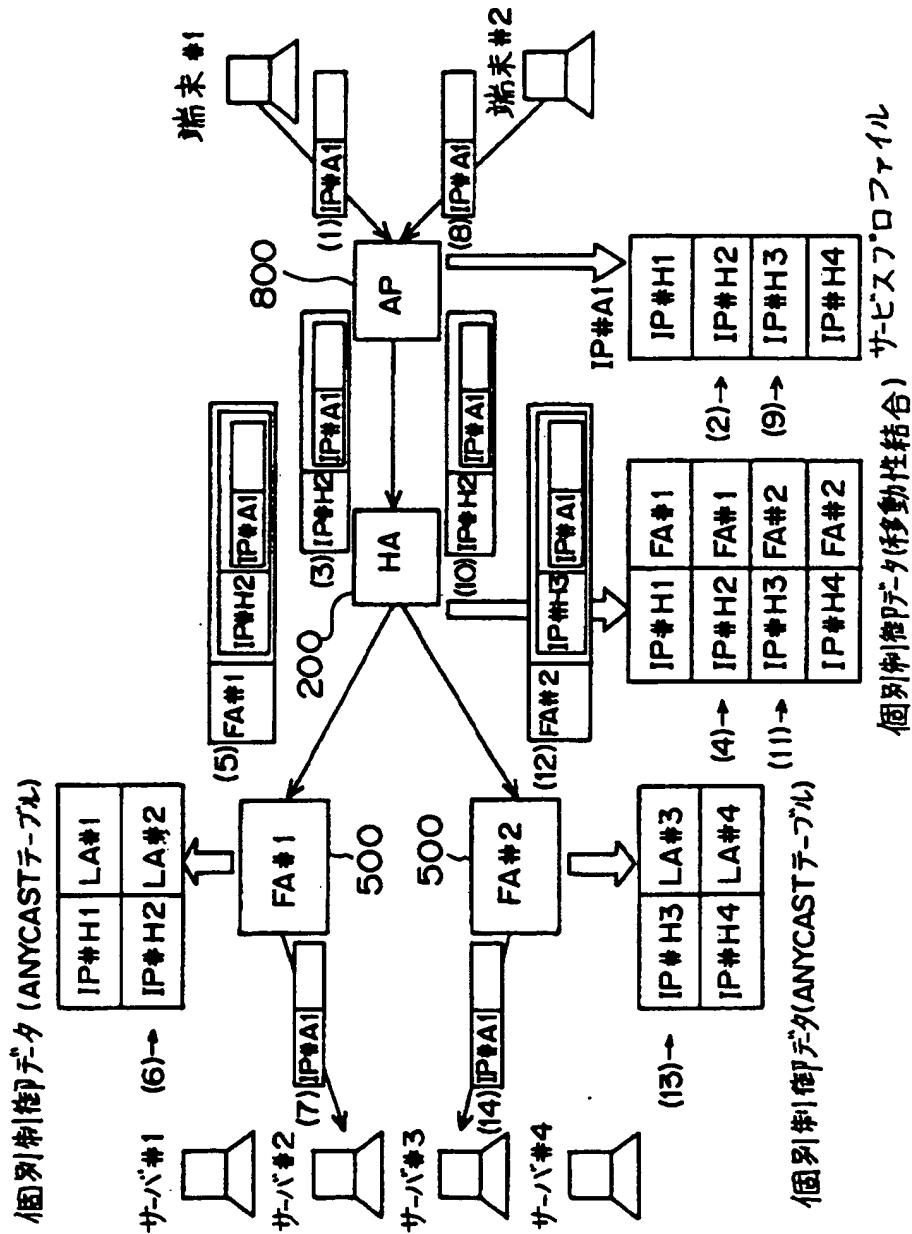 個別制御データ (ANYCASTテーブル)
IP#H1 LA#1
IP#H2 LA#2
(6)→
(5) FA#1 IP#H2 IP#A1
サーバ#1
サーバ#2
サーバ#3
サーバ#4
(7) IP#A1
FA#1
500
500
FA#2
(14) IP#A1
200
HA
(3) IP#H2 IP#A1
(10) IP#H2 IP#A1
(12) FA#2 IP#H3 IP#A1
800
AP
(1) IP#A1
(8) IP#A1
端末#1
端末#2
(13)→
IP#H3 LA#3
IP#H4 LA#4
個別制御データ(ANYCASTテーブル)
(4)→
(11)→
IP#H1 FA#1
IP#H2 FA#1
IP#H3 FA#2
IP#H4 FA#2
個別制御データ(移動性結合)
IP#A1
(2)→
(9)→
IP#H1
IP#H2
IP#H3
IP#H4
サービスプロファイル